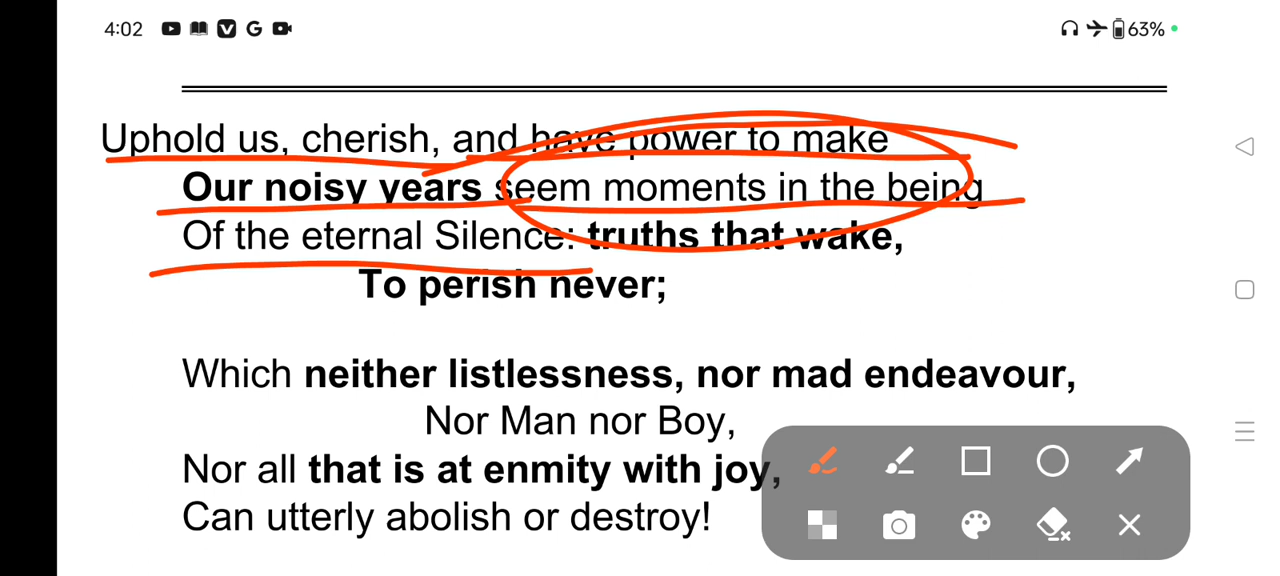 4:02 63%
Uphold us, cherish, and have power to make
Our noisy years seem moments in the being
Of the eternal Silence: truths that wake,
To perish never;
Which neither listlessness, nor mad endeavour,
Nor Man nor Boy,
Nor all that is at enmity with joy,
Can utterly abolish or destroy!